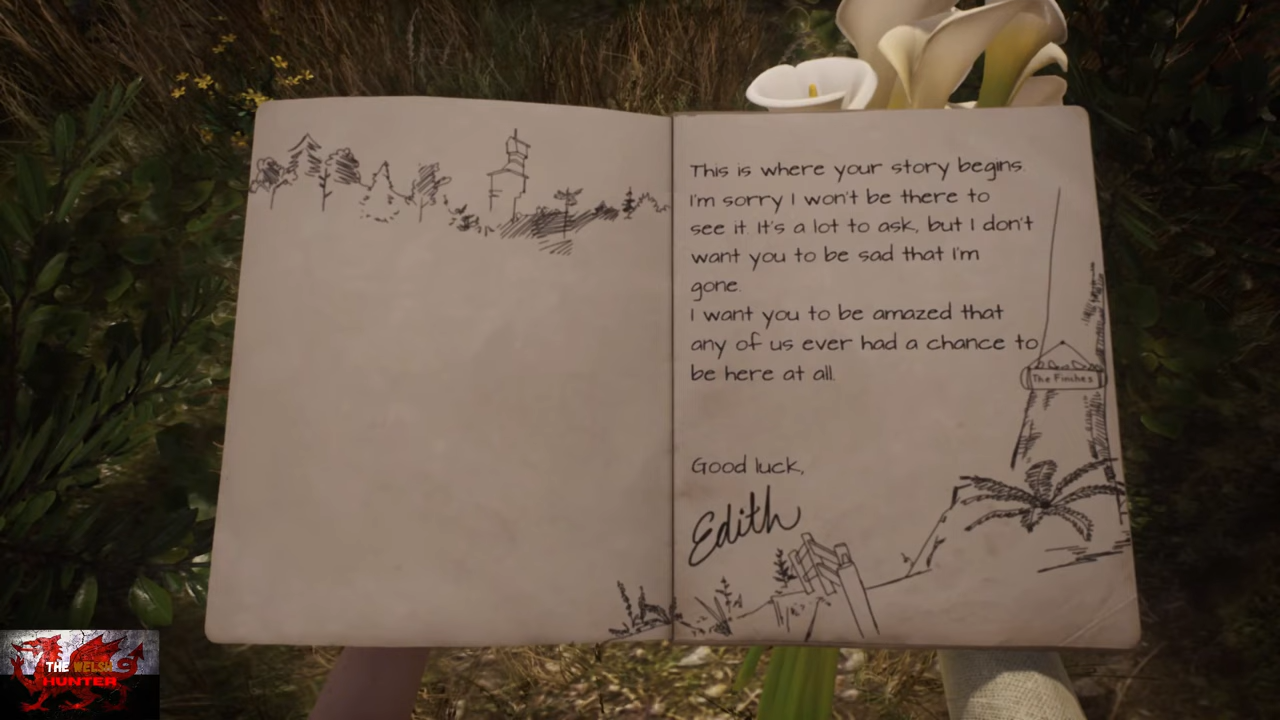 This is where your story begins.
I'm sorry I won't be there to
see it. It's a lot to ask, but I don't
want you to be sad that I'm
gone.
I want you to be amazed that
any of us ever had a chance to
be here at all.
The Finches
Good luck,
Edith
THE WELSH
HUNTER